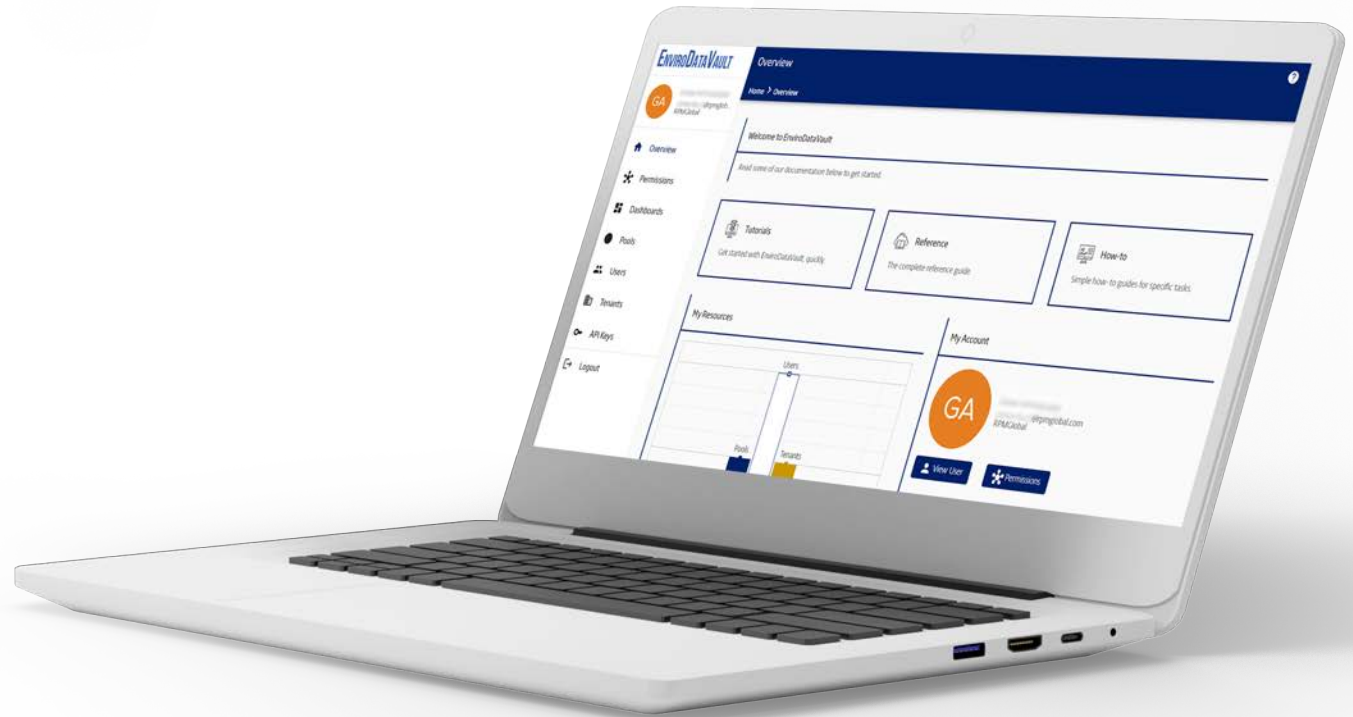 ENVIRODATAVAULT
GA
RPMGlobal
Overview
Permissions
Dashboards
Pools
Users
Tenants
API Keys
Logout
Overview
?
Home > Overview
Welcome to EnviroDataVault
Read some of our documentation below to get started.
Tutorials
Get started with EnviroDataVault, quickly
Reference
The complete reference guide
How-to
Simple how-to guides for specific tasks.
My Resources
Users
Pools
Tenants
My Account
GA
@rpmglobal.com
RPMGlobal
View User
Permissions